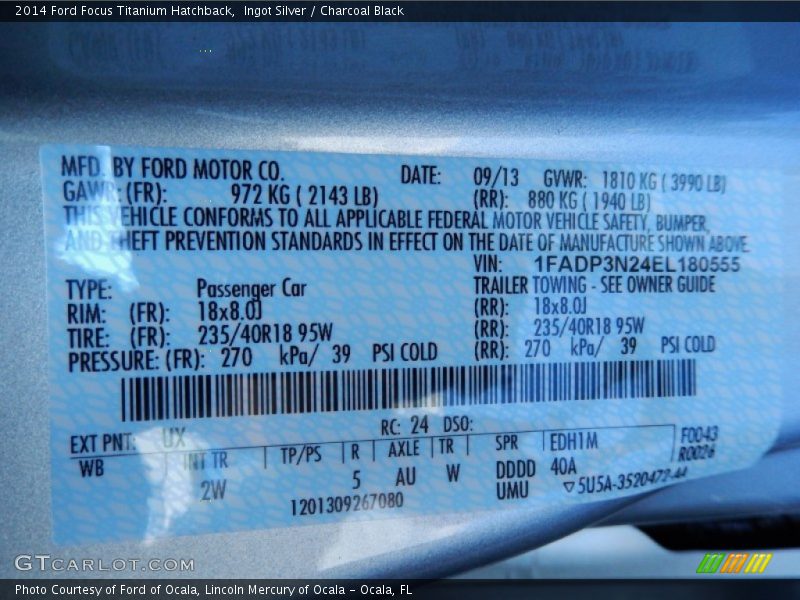 2014 Ford Focus Titanium Hatchback,  Ingot Silver / Charcoal Black
MFD. BY FORD MOTOR CO. DATE: 09/13 GVWR: 1810 KG ( 3990 LB)
GAWR: (FR): 972 KG ( 2143 LB) (RR): 880 KG ( 1940 LB)
THIS VEHICLE CONFORMS TO ALL APPLICABLE FEDERAL MOTOR VEHICLE SAFETY, BUMPER,
AND THEFT PREVENTION STANDARDS IN EFFECT ON THE DATE OF MANUFACTURE SHOWN ABOVE.
VIN: 1FADP3N24EL180555
TYPE: Passenger Car TRAILER TOWING - SEE OWNER GUIDE
RIM: (FR): 18x8.0J (RR): 18x8.0J
TIRE: (FR): 235/40R18 95W (RR): 235/40R18 95W
PRESSURE: (FR): 270 kPa/ 39 PSI COLD (RR): 270 kPa/ 39 PSI COLD
RC: 24 DSO:
EXT PNT: UX
WB INT TR TP/PS R AXLE TR SPR EDH1M F0043
2W 5 AU W DDDD 40A R0026
1201309267080 UMU ▽5U5A-3520472-44
GTCARLOT.COM
Photo Courtesy of Ford of Ocala, Lincoln Mercury of Ocala - Ocala, FL